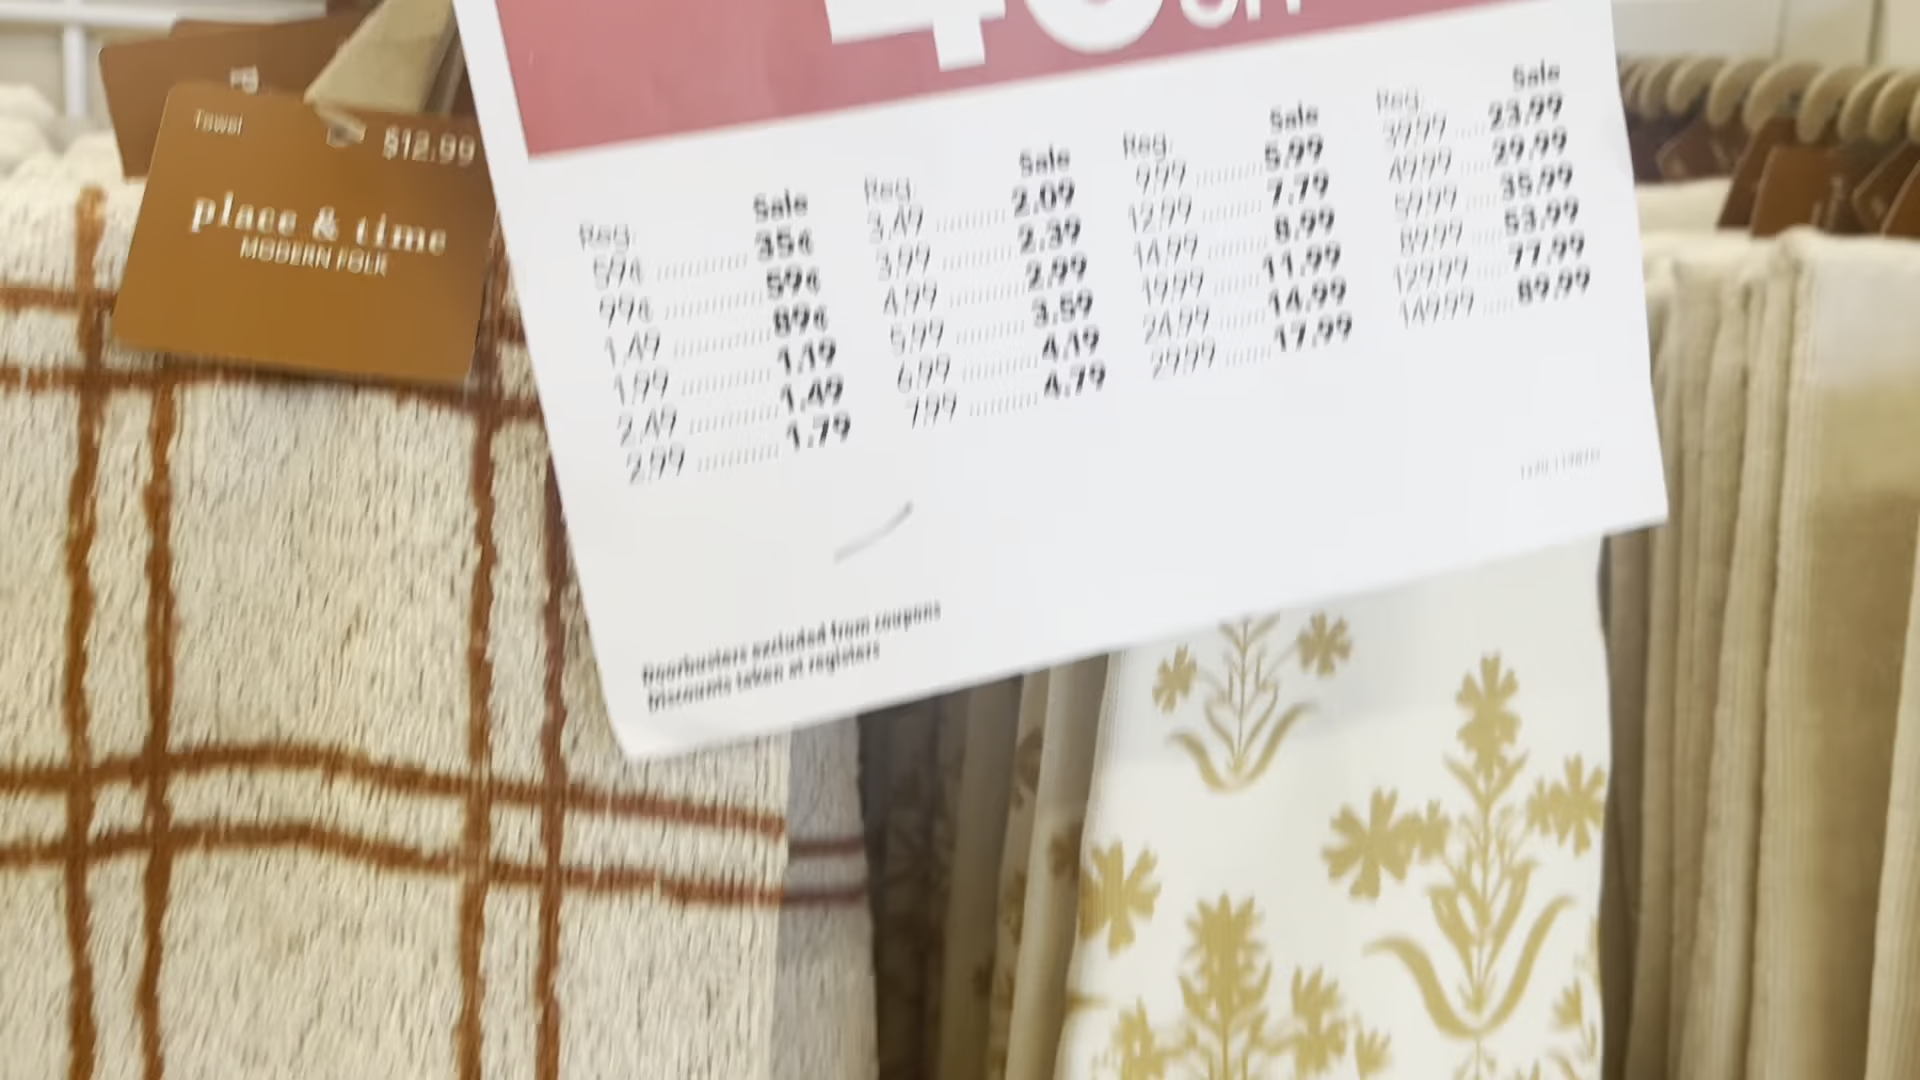 Towel
$12.99
place & time
MODERN FOLK
40
off
Reg. Sale
59¢ 35¢
99¢ 59¢
1.49 89¢
1.99 1.19
2.49 1.49
2.99 1.79
Reg. Sale
3.49 2.09
3.99 2.39
4.99 2.99
5.99 3.59
6.99 4.19
7.99 4.79
Reg. Sale
9.99 5.99
12.99 7.79
14.99 8.99
19.99 11.99
24.99 14.99
29.99 17.99
Reg. Sale
39.99 23.99
49.99 29.99
59.99 35.99
89.99 53.99
129.99 77.99
149.99 89.99
Doorbusters excluded from coupons
Discounts taken at registers